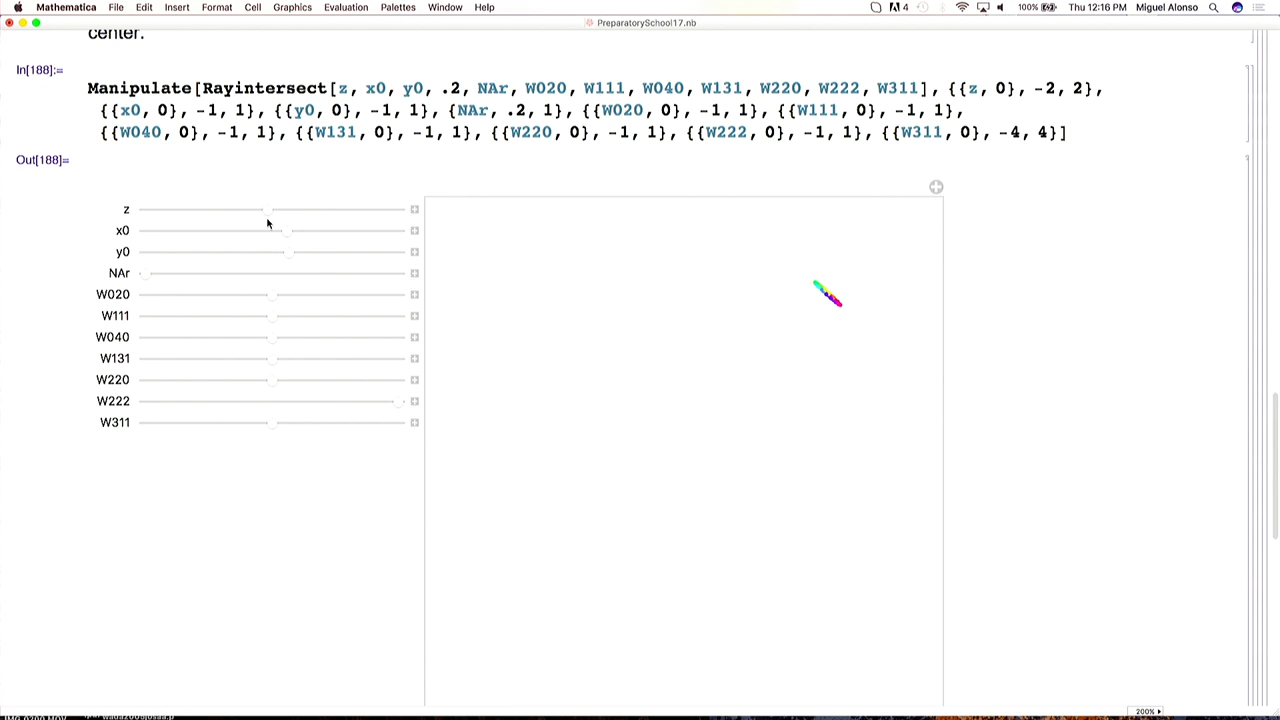 Mathematica File Edit Insert Format Cell Graphics Evaluation Palettes Window Help 4 100% Thu 12:16 PM Miguel Alonso
PreparatorySchool17.nb
center.
In[188]:=
Manipulate[Rayintersect[z, x0, y0, .2, NAr, W020, W111, W040, W131, W220, W222, W311], {{z, 0}, -2, 2},
{{x0, 0}, -1, 1}, {{y0, 0}, -1, 1}, {NAr, .2, 1}, {{W020, 0}, -1, 1}, {{W111, 0}, -1, 1},
{{W040, 0}, -1, 1}, {{W131, 0}, -1, 1}, {{W220, 0}, -1, 1}, {{W222, 0}, -1, 1}, {{W311, 0}, -4, 4}]
Out[188]=
z
x0
y0
NAr
W020
W111
W040
W131
W220
W222
W311
200%